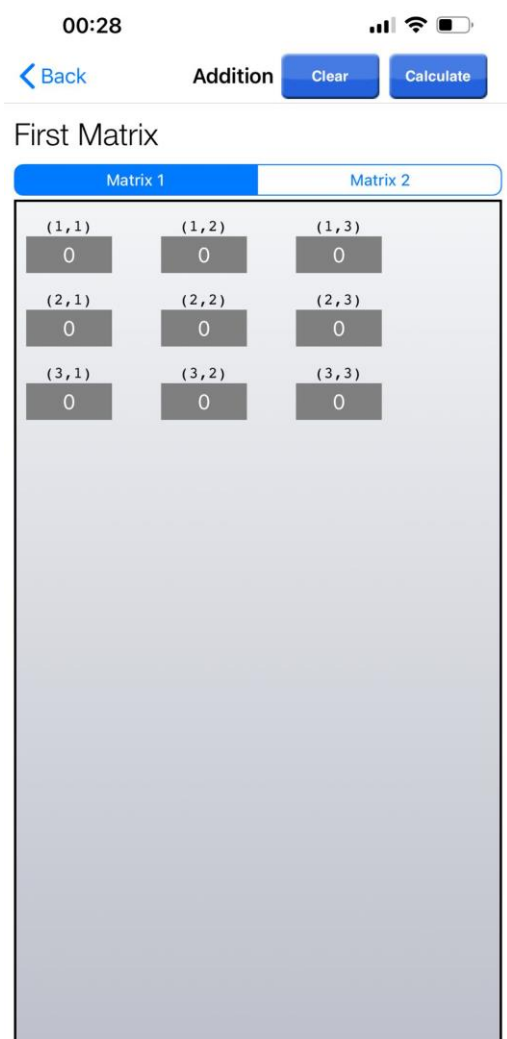 00:28
Back Addition Clear Calculate
First Matrix
Matrix 1 Matrix 2
(1,1) (1,2) (1,3)
0 0 0
(2,1) (2,2) (2,3)
0 0 0
(3,1) (3,2) (3,3)
0 0 0